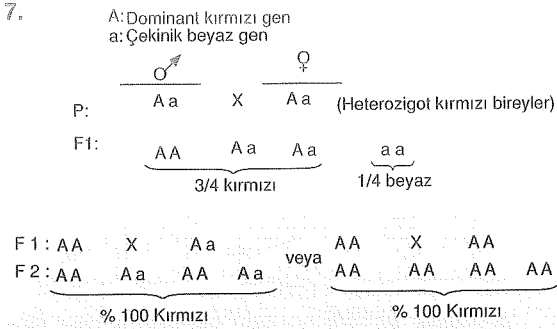 7.
A: Dominant kırmızı gen
a: Çekinik beyaz gen
♂ ♀
P: Aa X Aa (Heterozigot kırmızı bireyler)
F1: AA Aa Aa aa
3/4 kırmızı 1/4 beyaz
F1: AA X Aa veya AA X AA
F2: AA Aa AA Aa AA AA AA AA
% 100 Kırmızı % 100 Kırmızı